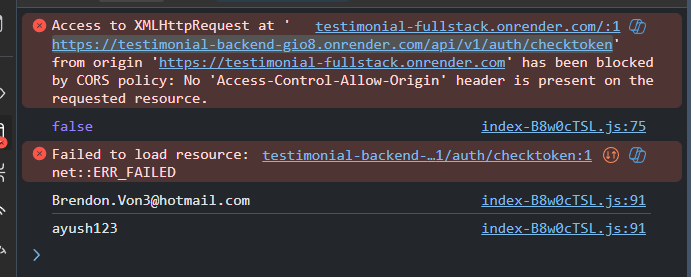 Access to XMLHttpRequest at ' testimonial-fullstack.onrender.com/:1
https://testimonial-backend-gio8.onrender.com/api/v1/auth/checktoken'
from origin 'https://testimonial-fullstack.onrender.com' has been blocked
by CORS policy: No 'Access-Control-Allow-Origin' header is present on the
requested resource.
false index-B8w0cTSL.js:75
Failed to load resource: testimonial-backend-…1/auth/checktoken:1
net::ERR_FAILED
Brendon.Von3@hotmail.com index-B8w0cTSL.js:91
ayush123 index-B8w0cTSL.js:91